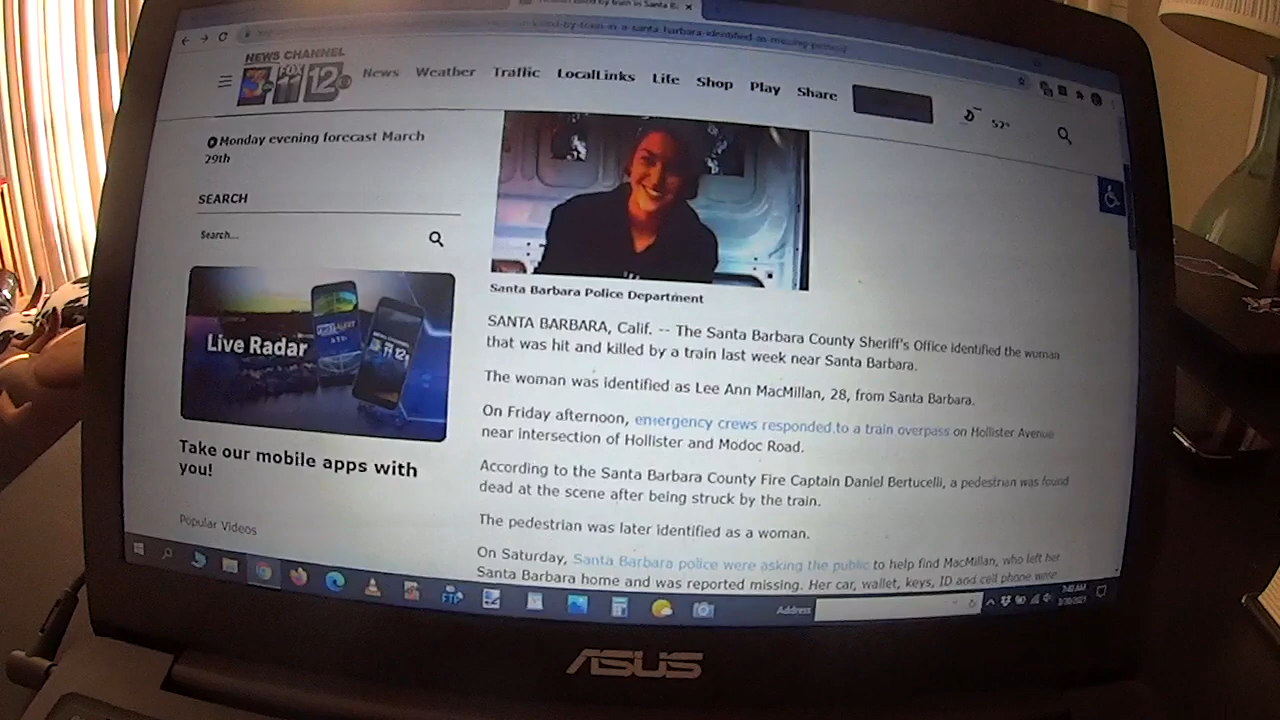 NEWS CHANNEL
3 FOX 11 12
News Weather Traffic LocalLinks Life Shop Play Share
52°
Monday evening forecast March
29th
SEARCH
Search...
Live Radar
Take our mobile apps with
you!
Popular Videos
Santa Barbara Police Department
SANTA BARBARA, Calif. -- The Santa Barbara County Sheriff's Office identified the woman
that was hit and killed by a train last week near Santa Barbara.
The woman was identified as Lee Ann MacMillan, 28, from Santa Barbara.
On Friday afternoon, emergency crews responded to a train overpass on Hollister Avenue
near intersection of Hollister and Modoc Road.
According to the Santa Barbara County Fire Captain Daniel Bertucelli, a pedestrian was found
dead at the scene after being struck by the train.
The pedestrian was later identified as a woman.
On Saturday, Santa Barbara police were asking the public to help find MacMillan, who left her
Santa Barbara home and was reported missing. Her car, wallet, keys, ID and cell phone were
FTP
Address
ASUS